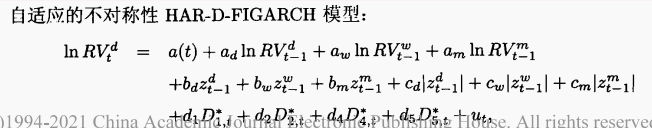 自适应的不对称性 HAR-D-FIGARCH 模型：
ln RV_t^d = a(t) + a_d ln RV_{t-1}^d + a_w ln RV_{t-1}^w + a_m ln RV_{t-1}^m
+b_d z_{t-1}^d + b_w z_{t-1}^w + b_m z_{t-1}^m + c_d|z_{t-1}^d| + c_w|z_{t-1}^w| + c_m|z_{t-1}^m|
+d_1 D_{1,t}^* + d_2 D_{2,t}^* + d_4 D_{4,t}^* + d_5 D_{5,t}^* + u_t,
)1994-2021 China Academic Journal Electronic Publishing House. All rights reserved